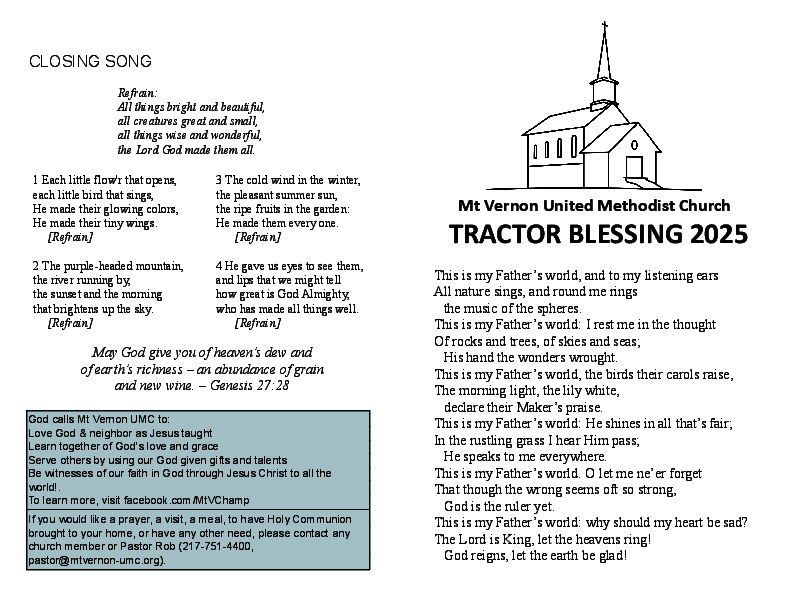 CLOSING SONG
Refrain:
All things bright and beautiful,
all creatures great and small,
all things wise and wonderful,
the Lord God made them all.
1 Each little flow'r that opens,
each little bird that sings,
He made their glowing colors,
He made their tiny wings.
[Refrain]
2 The purple-headed mountain,
the river running by,
the sunset and the morning
that brightens up the sky.
[Refrain]
3 The cold wind in the winter,
the pleasant summer sun,
the ripe fruits in the garden:
He made them every one.
[Refrain]
4 He gave us eyes to see them,
and lips that we might tell
how great is God Almighty,
who has made all things well.
[Refrain]
May God give you of heaven's dew and
of earth's richness – an abundance of grain
and new wine. – Genesis 27:28
God calls Mt Vernon UMC to:
Love God & neighbor as Jesus taught
Learn together of God's love and grace
Serve others by using our God given gifts and talents
Be witnesses of our faith in God through Jesus Christ to all the
world!.
To learn more, visit facebook.com/MtVChamp
If you would like a prayer, a visit, a meal, to have Holy Communion
brought to your home, or have any other need, please contact any
church member or Pastor Rob (217-751-4400,
pastor@mtvernon-umc.org).
Mt Vernon United Methodist Church
TRACTOR BLESSING 2025
This is my Father's world, and to my listening ears
All nature sings, and round me rings
the music of the spheres.
This is my Father's world: I rest me in the thought
Of rocks and trees, of skies and seas;
His hand the wonders wrought.
This is my Father's world, the birds their carols raise,
The morning light, the lily white,
declare their Maker's praise.
This is my Father's world: He shines in all that's fair;
In the rustling grass I hear Him pass;
He speaks to me everywhere.
This is my Father's world. O let me ne'er forget
That though the wrong seems oft so strong,
God is the ruler yet.
This is my Father's world: why should my heart be sad?
The Lord is King, let the heavens ring!
God reigns, let the earth be glad!